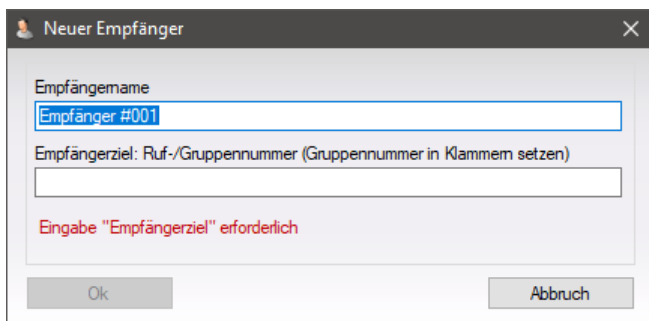 Neuer Empfänger
Empfängername
Empfänger #001
Empfängerziel: Ruf-/Gruppennummer (Gruppennummer in Klammern setzen)
Eingabe "Empfängerziel" erforderlich
Ok
Abbruch